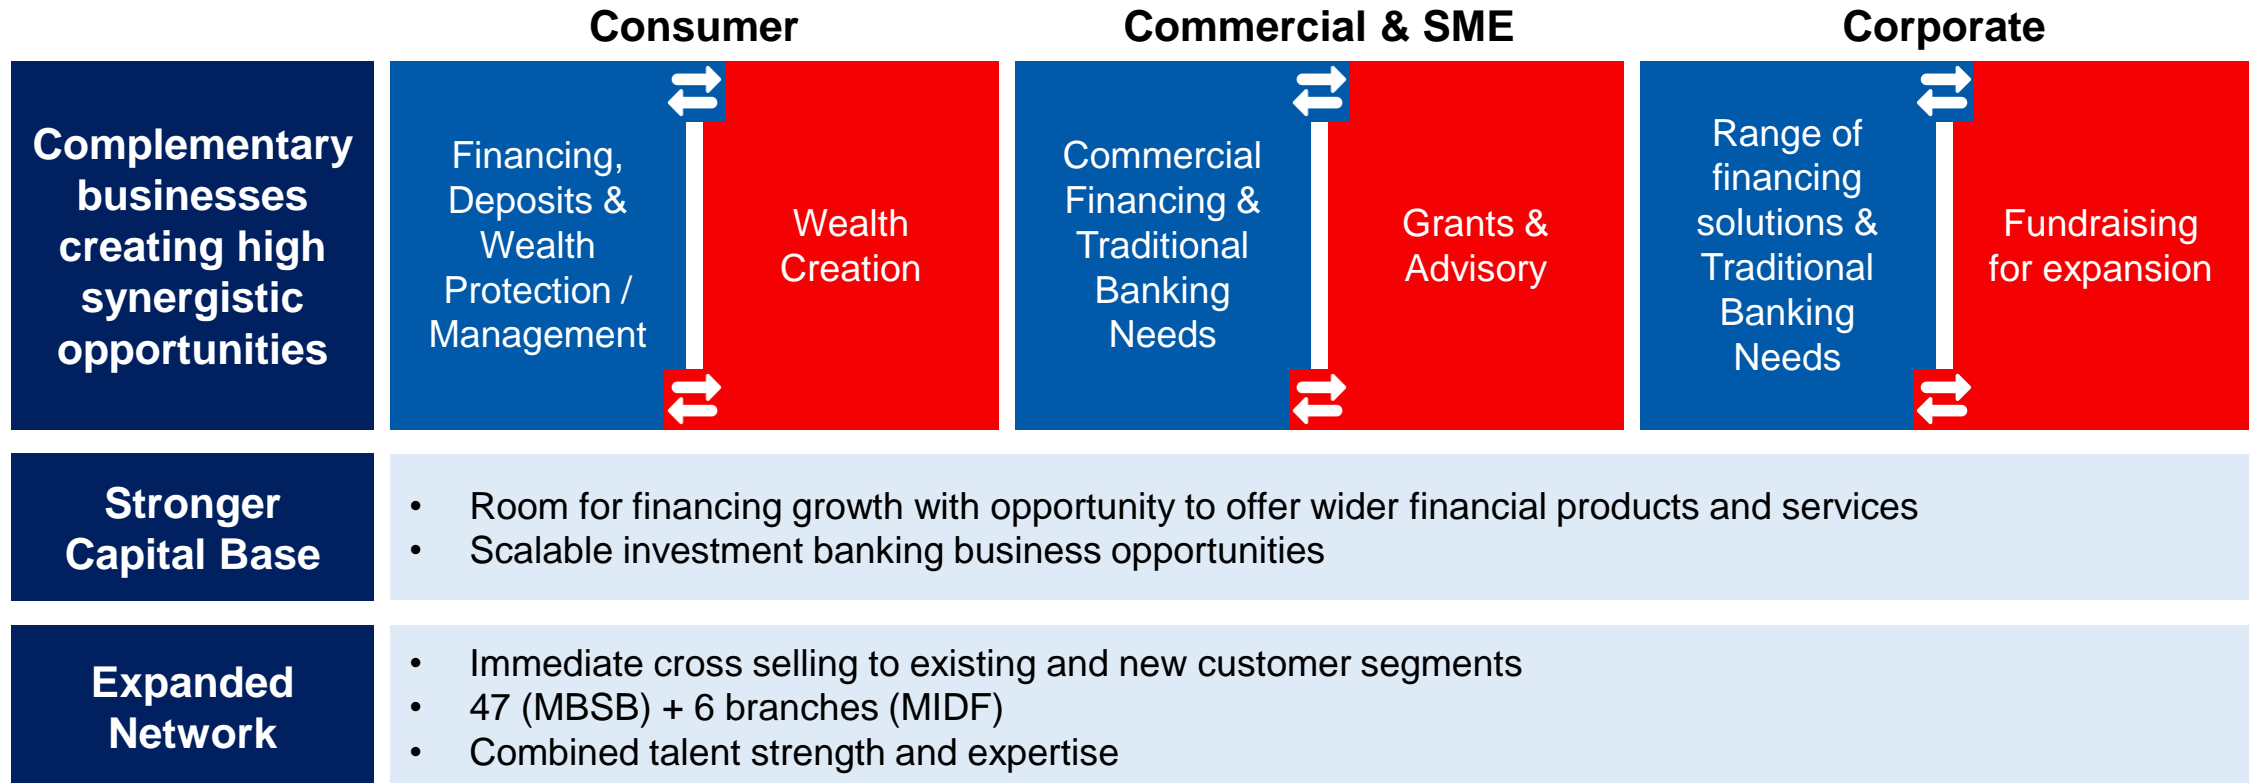 Consumer
Commercial & SME
Corporate
Complementary
businesses
creating high
synergistic
opportunities
Financing,
Deposits &
Wealth
Protection /
Management
Wealth
Creation
Commercial
Financing &
Traditional
Banking
Needs
Grants &
Advisory
Range of
financing
solutions &
Traditional
Banking
Needs
Fundraising
for expansion
Stronger
Capital Base
• Room for financing growth with opportunity to offer wider financial products and services
• Scalable investment banking business opportunities
Expanded
Network
• Immediate cross selling to existing and new customer segments
• 47 (MBSB) + 6 branches (MIDF)
• Combined talent strength and expertise